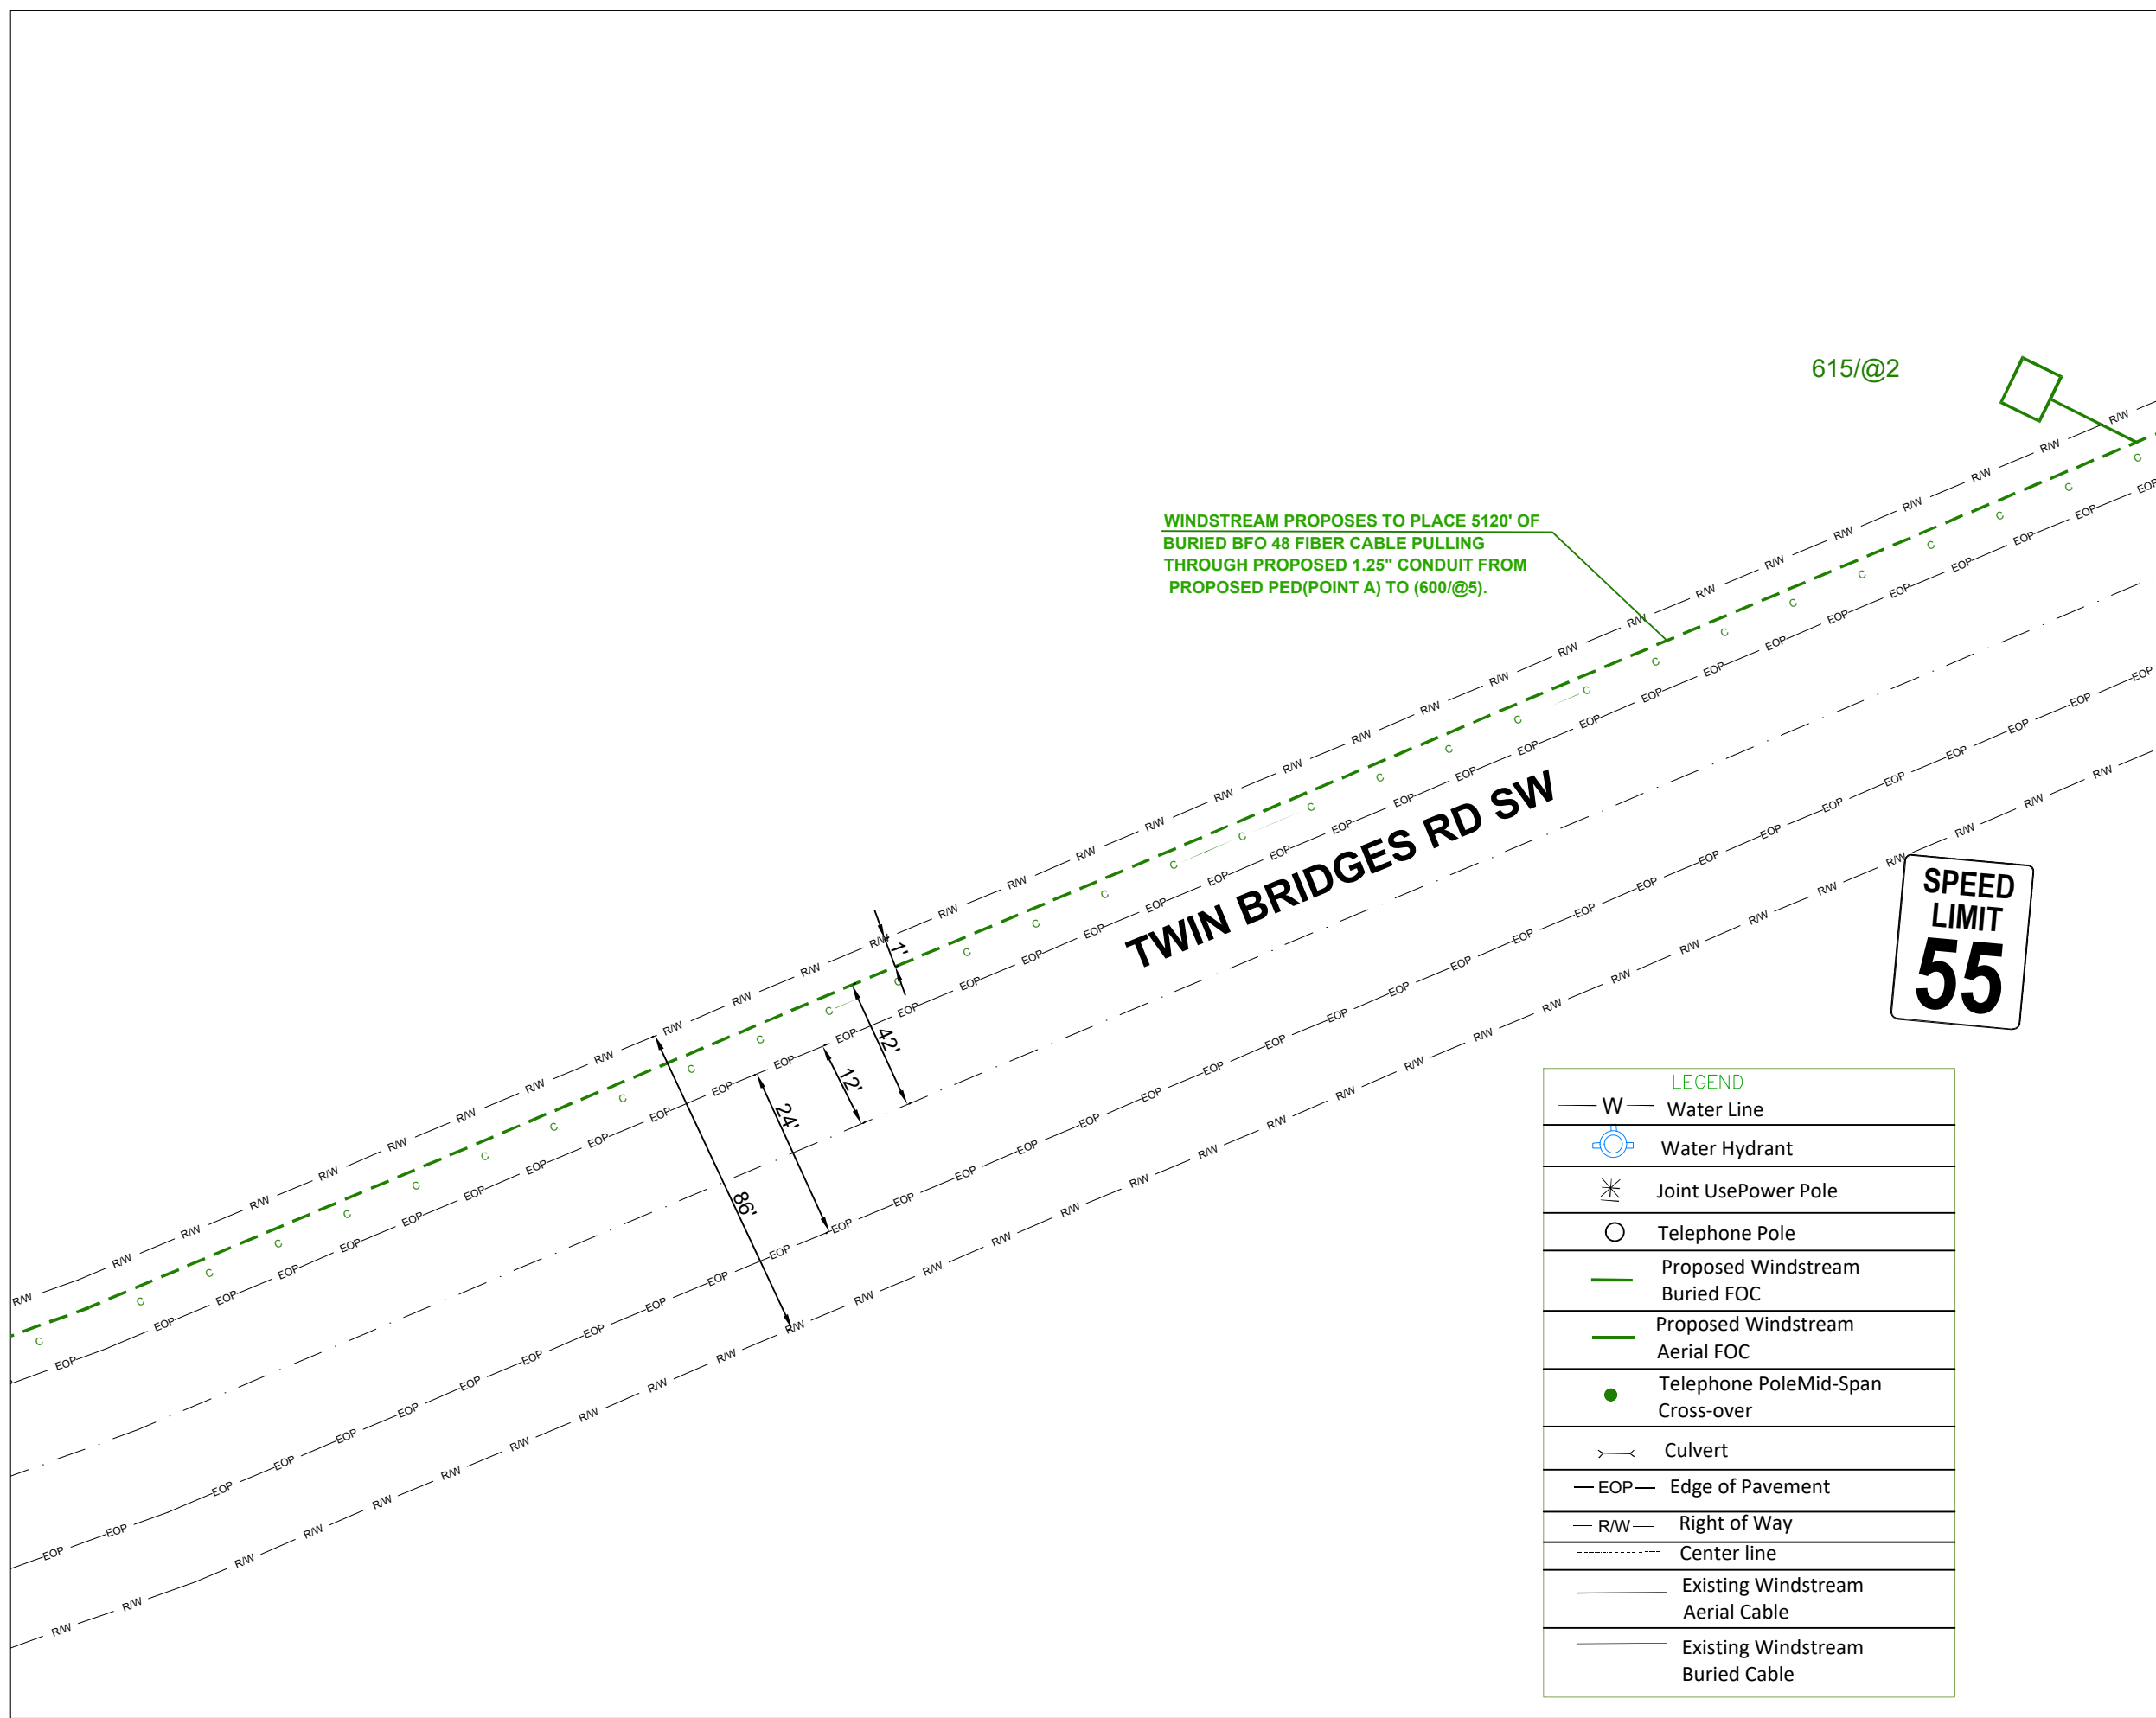 615/@2
WINDSTREAM PROPOSES TO PLACE 5120' OF
BURIED BFO 48 FIBER CABLE PULLING
THROUGH PROPOSED 1.25" CONDUIT FROM
PROPOSED PED(POINT A) TO (600/@5).
TWIN BRIDGES RD SW
1'
42'
12'
24'
86'
R/W
C
EOP
SPEED
LIMIT
55
LEGEND
W Water Line
Water Hydrant
Joint UsePower Pole
Telephone Pole
Proposed Windstream
Buried FOC
Proposed Windstream
Aerial FOC
Telephone PoleMid-Span
Cross-over
Culvert
EOP Edge of Pavement
R/W Right of Way
Center line
Existing Windstream
Aerial Cable
Existing Windstream
Buried Cable